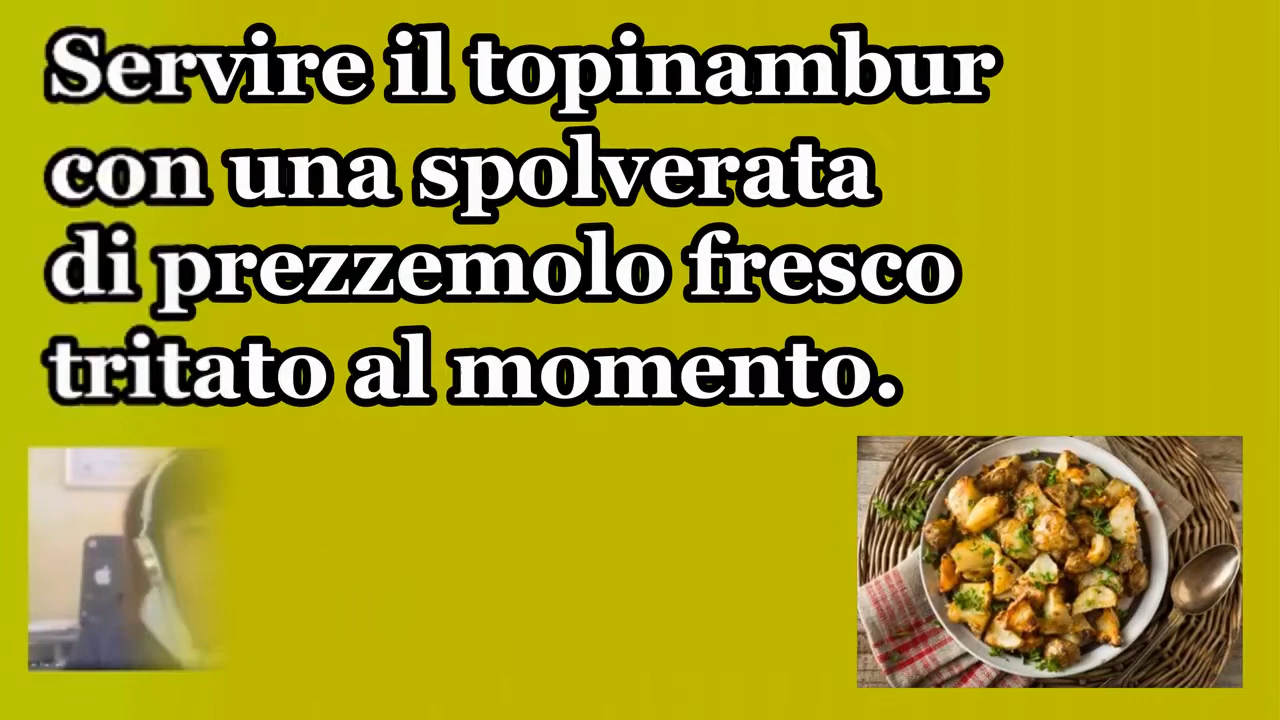 Servire il topinambur
con una spolverata
di prezzemolo fresco
tritato al momento.